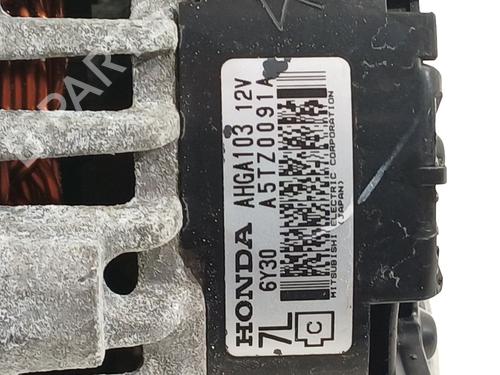 HONDA AHGA103 12V
6Y30 A5TZ0091A
7L
C
MITSUBISHI ELECTRIC CORPORATION
(JAPAN)